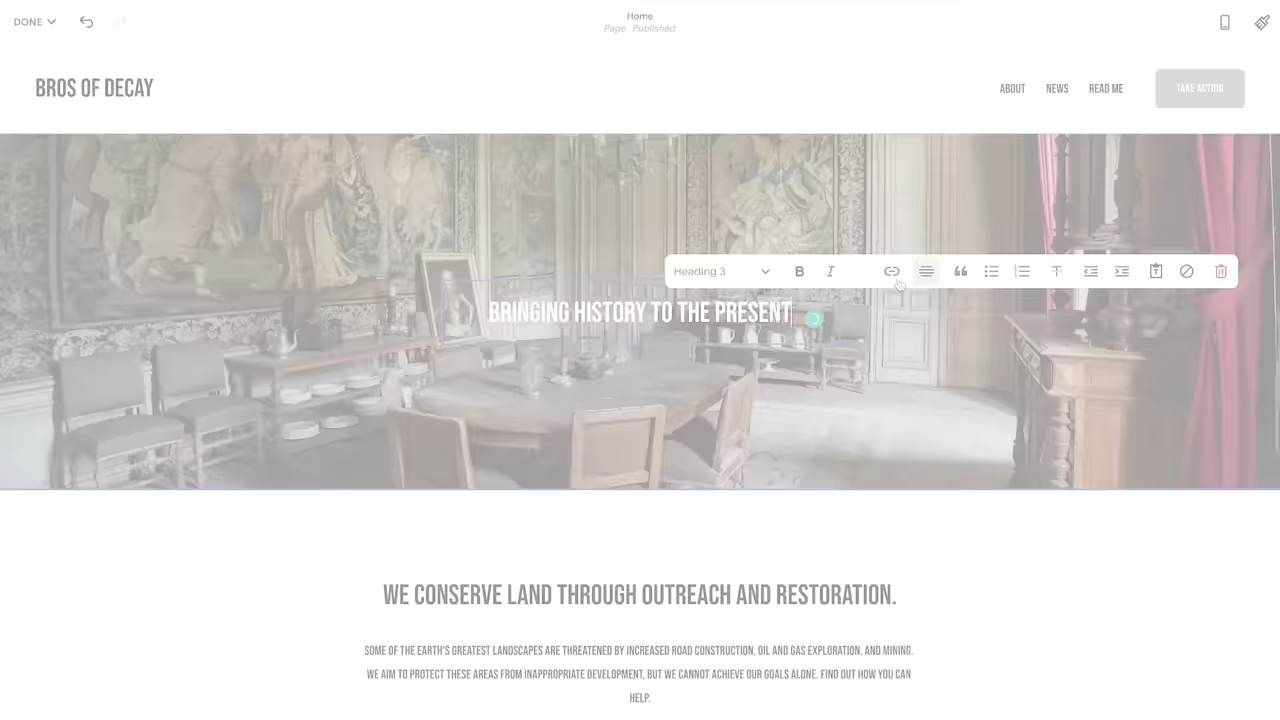 DONE
Home
Page · Published
BROS OF DECAY
ABOUT
NEWS
READ ME
TAKE ACTION
Heading 3
B
I
BRINGING HISTORY TO THE PRESENT
WE CONSERVE LAND THROUGH OUTREACH AND RESTORATION.
SOME OF THE EARTH'S GREATEST LANDSCAPES ARE THREATENED BY INCREASED ROAD CONSTRUCTION, OIL AND GAS EXPLORATION, AND MINING.
WE AIM TO PROTECT THESE AREAS FROM INAPPROPRIATE DEVELOPMENT, BUT WE CANNOT ACHIEVE OUR GOALS ALONE. FIND OUT HOW YOU CAN
HELP.